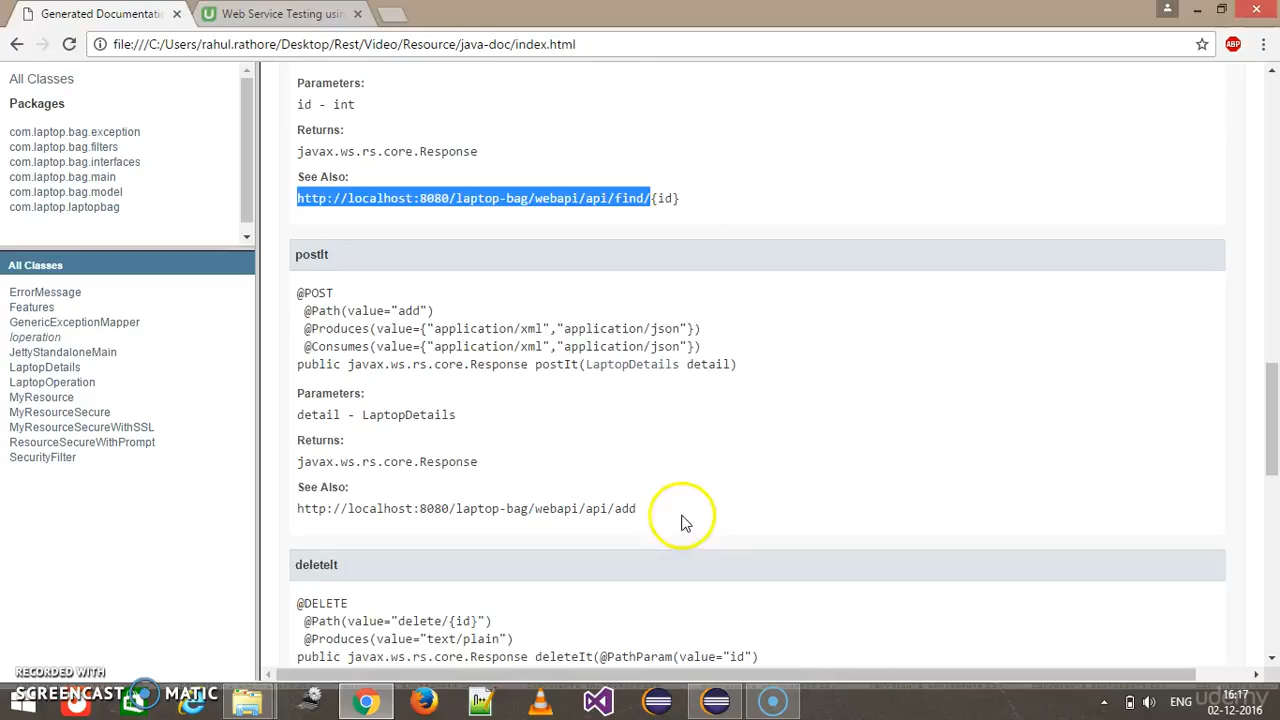 Generated Documentatio
Web Service Testing using
file:///C:/Users/rahul.rathore/Desktop/Rest/Video/Resource/java-doc/index.html
ABP
All Classes
Packages
com.laptop.bag.exception
com.laptop.bag.filters
com.laptop.bag.interfaces
com.laptop.bag.main
com.laptop.bag.model
com.laptop.laptopbag
All Classes
ErrorMessage
Features
GenericExceptionMapper
Ioperation
JettyStandaloneMain
LaptopDetails
LaptopOperation
MyResource
MyResourceSecure
MyResourceSecureWithSSL
ResourceSecureWithPrompt
SecurityFilter
Parameters:
id - int
Returns:
javax.ws.rs.core.Response
See Also:
http://localhost:8080/laptop-bag/webapi/api/find/{id}
postIt
@POST
@Path(value="add")
@Produces(value={"application/xml","application/json"})
@Consumes(value={"application/xml","application/json"})
public javax.ws.rs.core.Response postIt(LaptopDetails detail)
Parameters:
detail - LaptopDetails
Returns:
javax.ws.rs.core.Response
See Also:
http://localhost:8080/laptop-bag/webapi/api/add
deleteIt
@DELETE
@Path(value="delete/{id}")
@Produces(value="text/plain")
public javax.ws.rs.core.Response deleteIt(@PathParam(value="id")
RECORDED WITH
SCREENCAST MATIC
ENG
16:17
02-12-2016
udemy